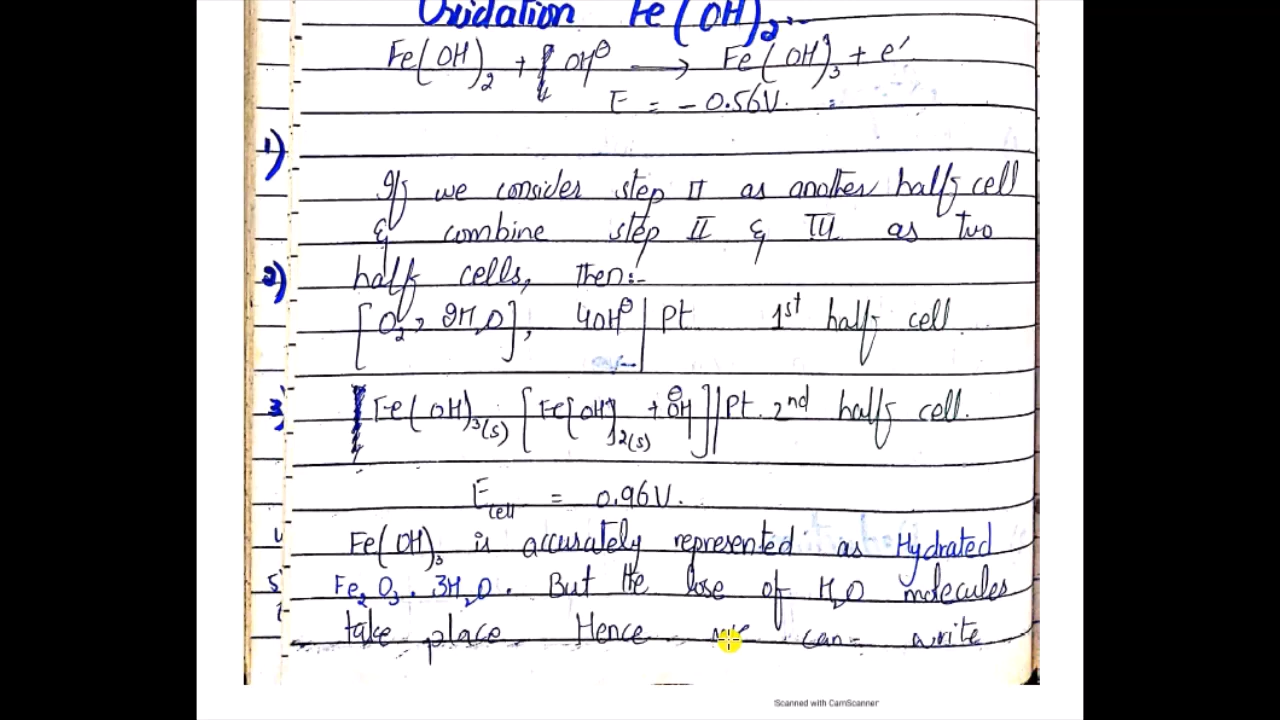 Oxidation Fe(OH)₂:-
Fe(OH)₂ + OH⊖ → Fe(OH)₃ + e'
E = - 0.56V.
1)
If we consider step II as another half cell
& combine step II & III as two
2) half cells, then:-
[O₂, 2H₂O], 4OH⊖ | Pt 1st half cell
3) Fe(OH)₃(s) [Fe[OH]₂(s) + ⊖OH] | Pt. 2nd half cell.
Ecell = 0.96V.
Fe(OH)₃ is accurately represented as Hydrated
5 Fe₂O₃.3H₂O. But the lose of H₂O molecules
take place Hence we can write
Scanned with CamScanner